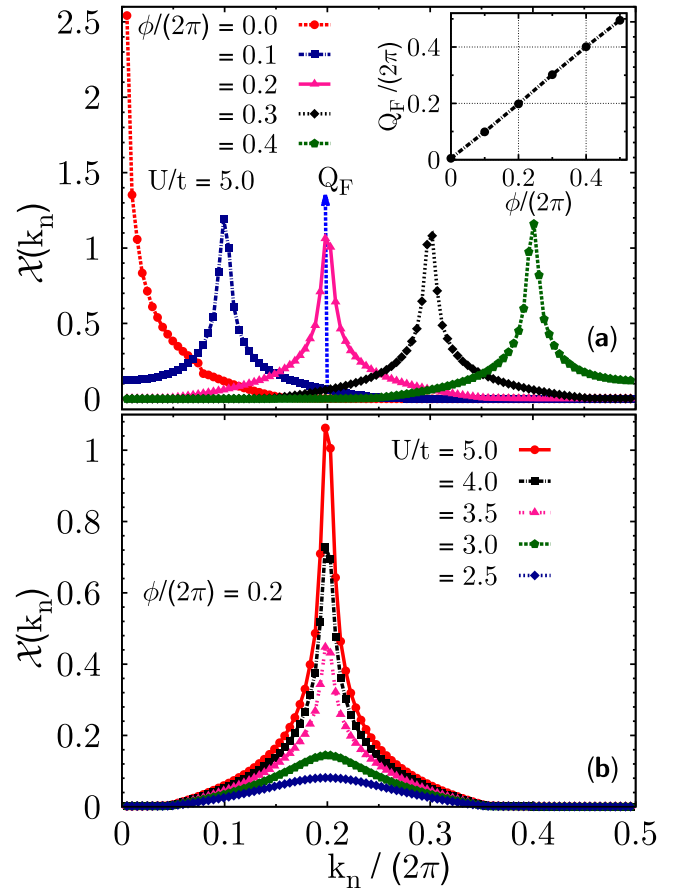 2.5
2
1.5
1
0.5
0
ϕ/(2π) = 0.0
= 0.1
= 0.2
= 0.3
= 0.4
U/t = 5.0
Q_F
𝒳(k_n)
(a)
Q_F/(2π)
0.4
0.2
0
0 0.2 0.4
ϕ/(2π)
1
0.8
0.6
0.4
0.2
0
𝒳(k_n)
U/t = 5.0
= 4.0
= 3.5
= 3.0
= 2.5
ϕ/(2π) = 0.2
(b)
0 0.1 0.2 0.3 0.4 0.5
k_n / (2π)